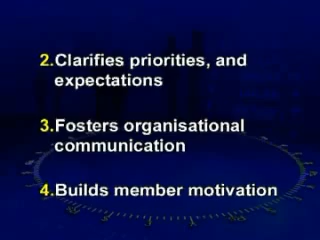 2.Clarifies priorities, and
expectations
3.Fosters organisational
communication
4.Builds member motivation